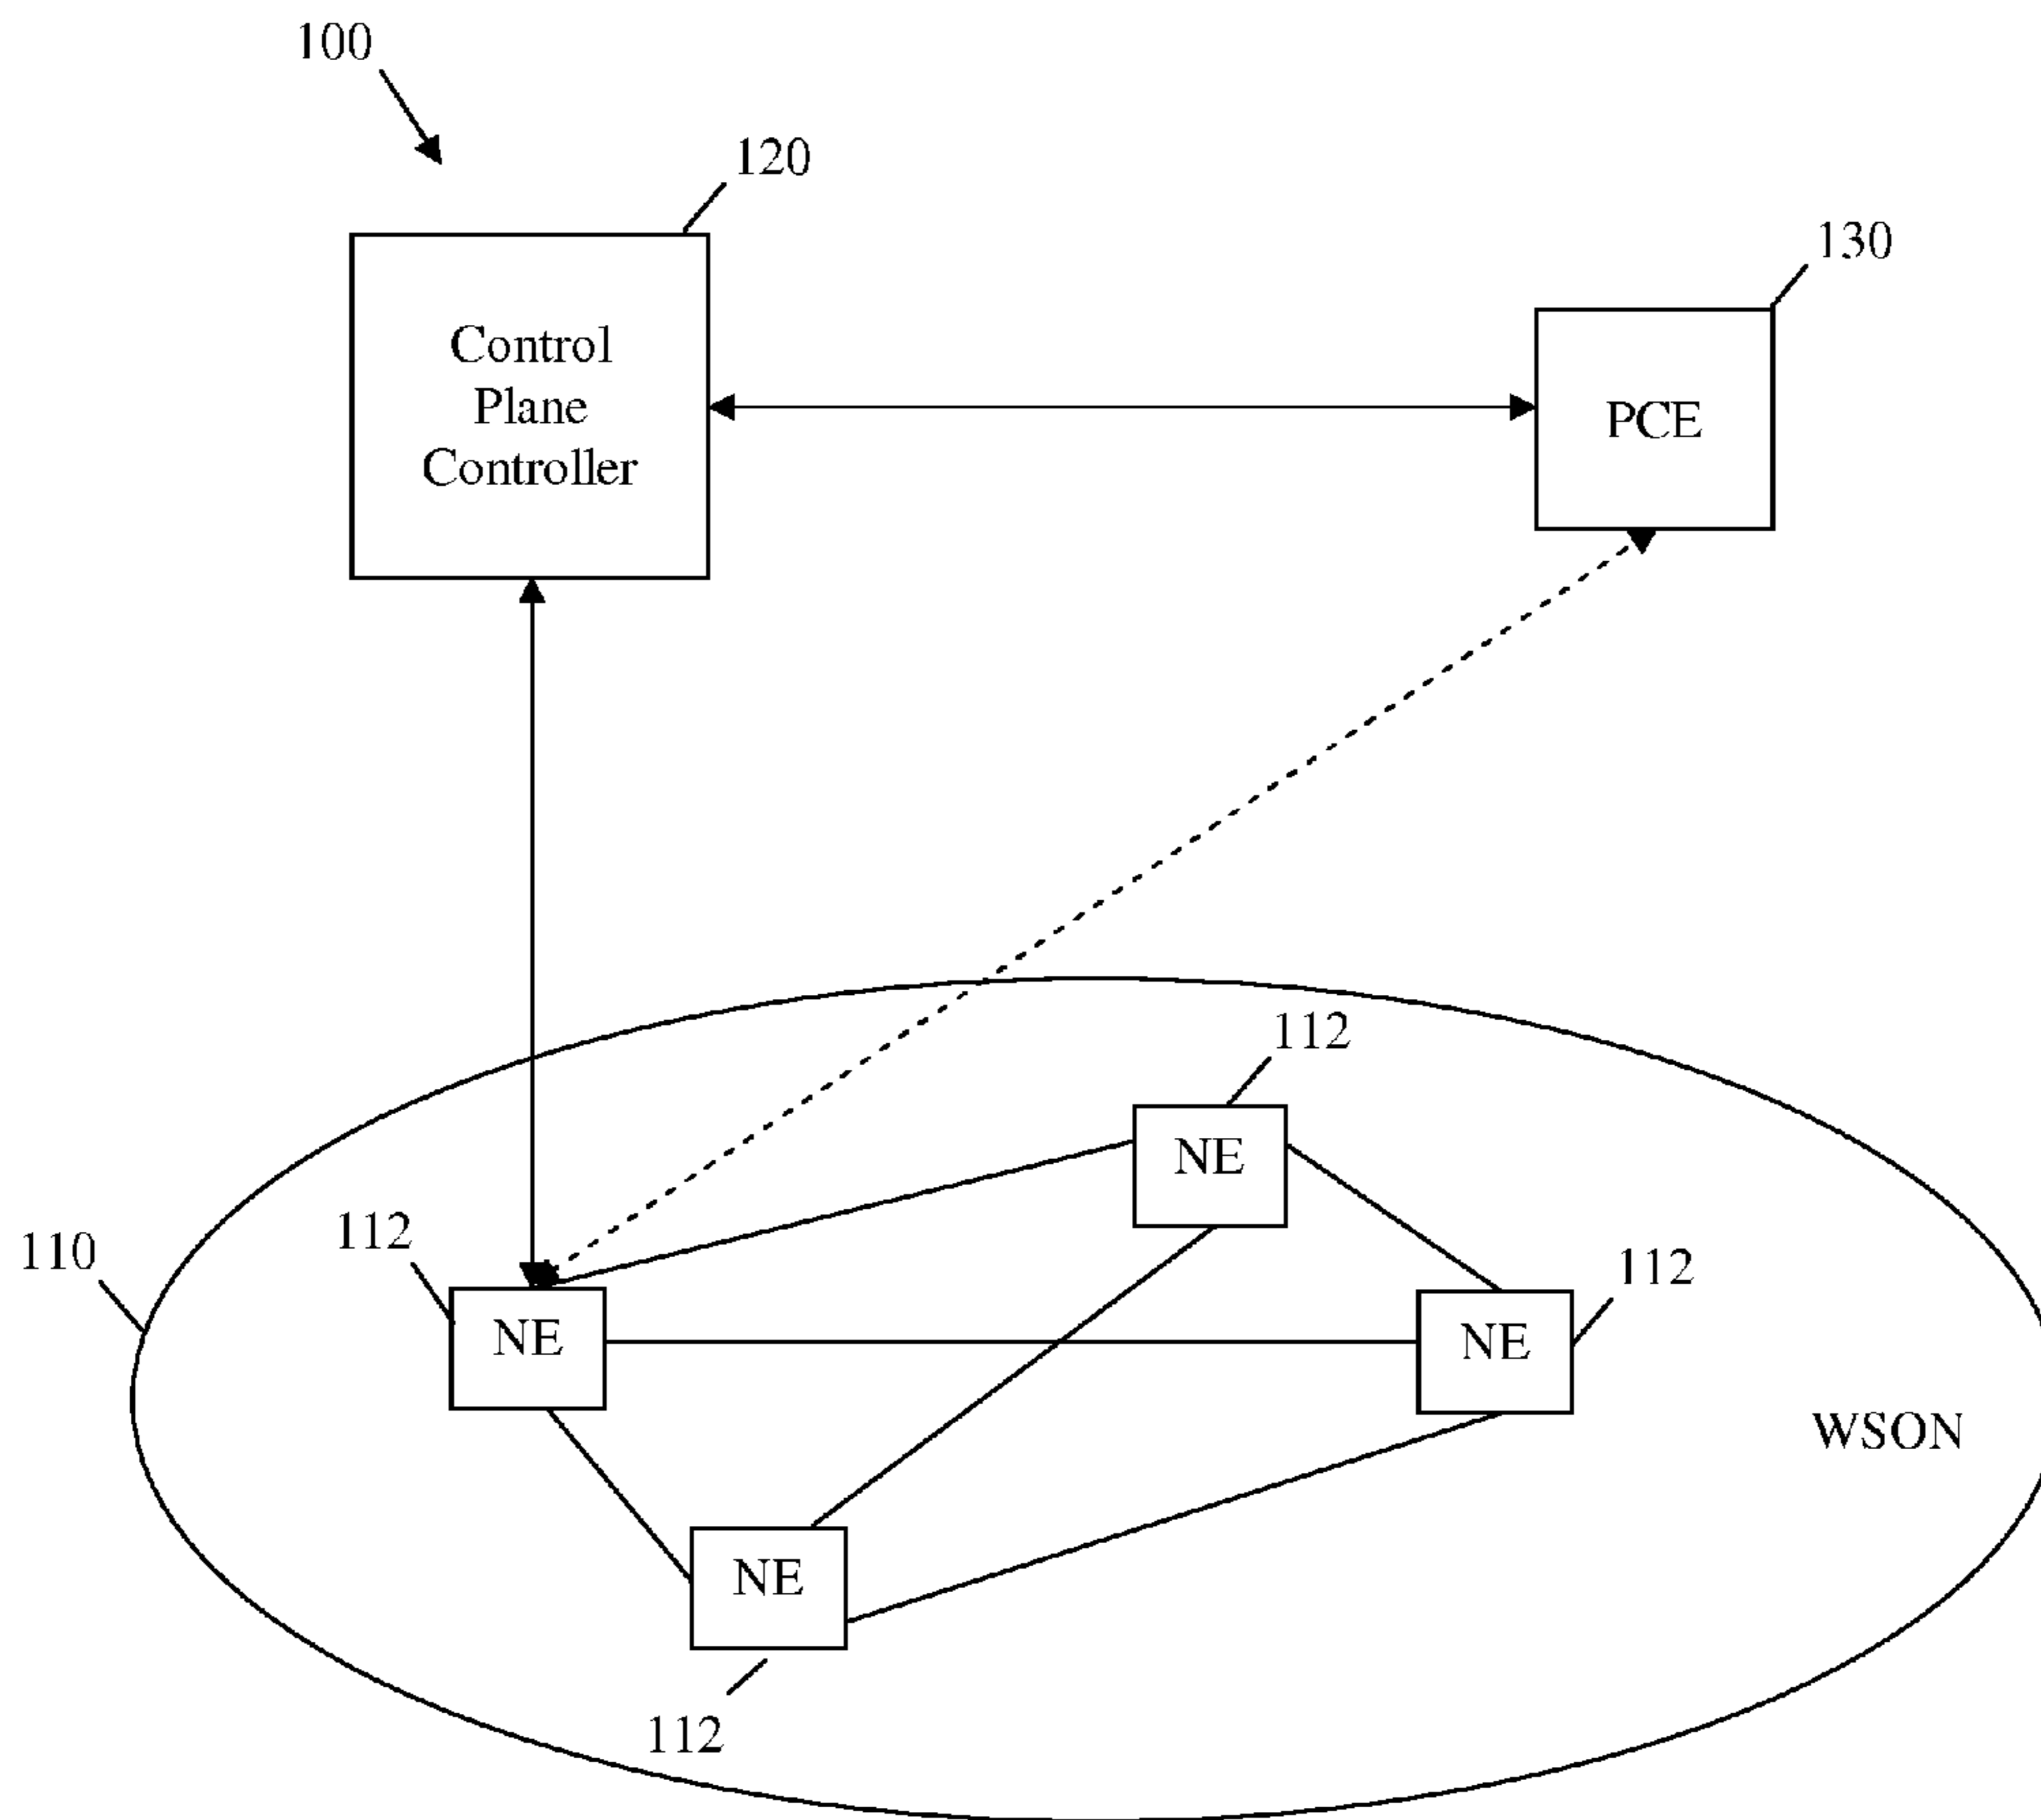 100
120
130
Control
Plane
Controller
PCE
112
NE
112
110
NE
112
NE
WSON
NE
112